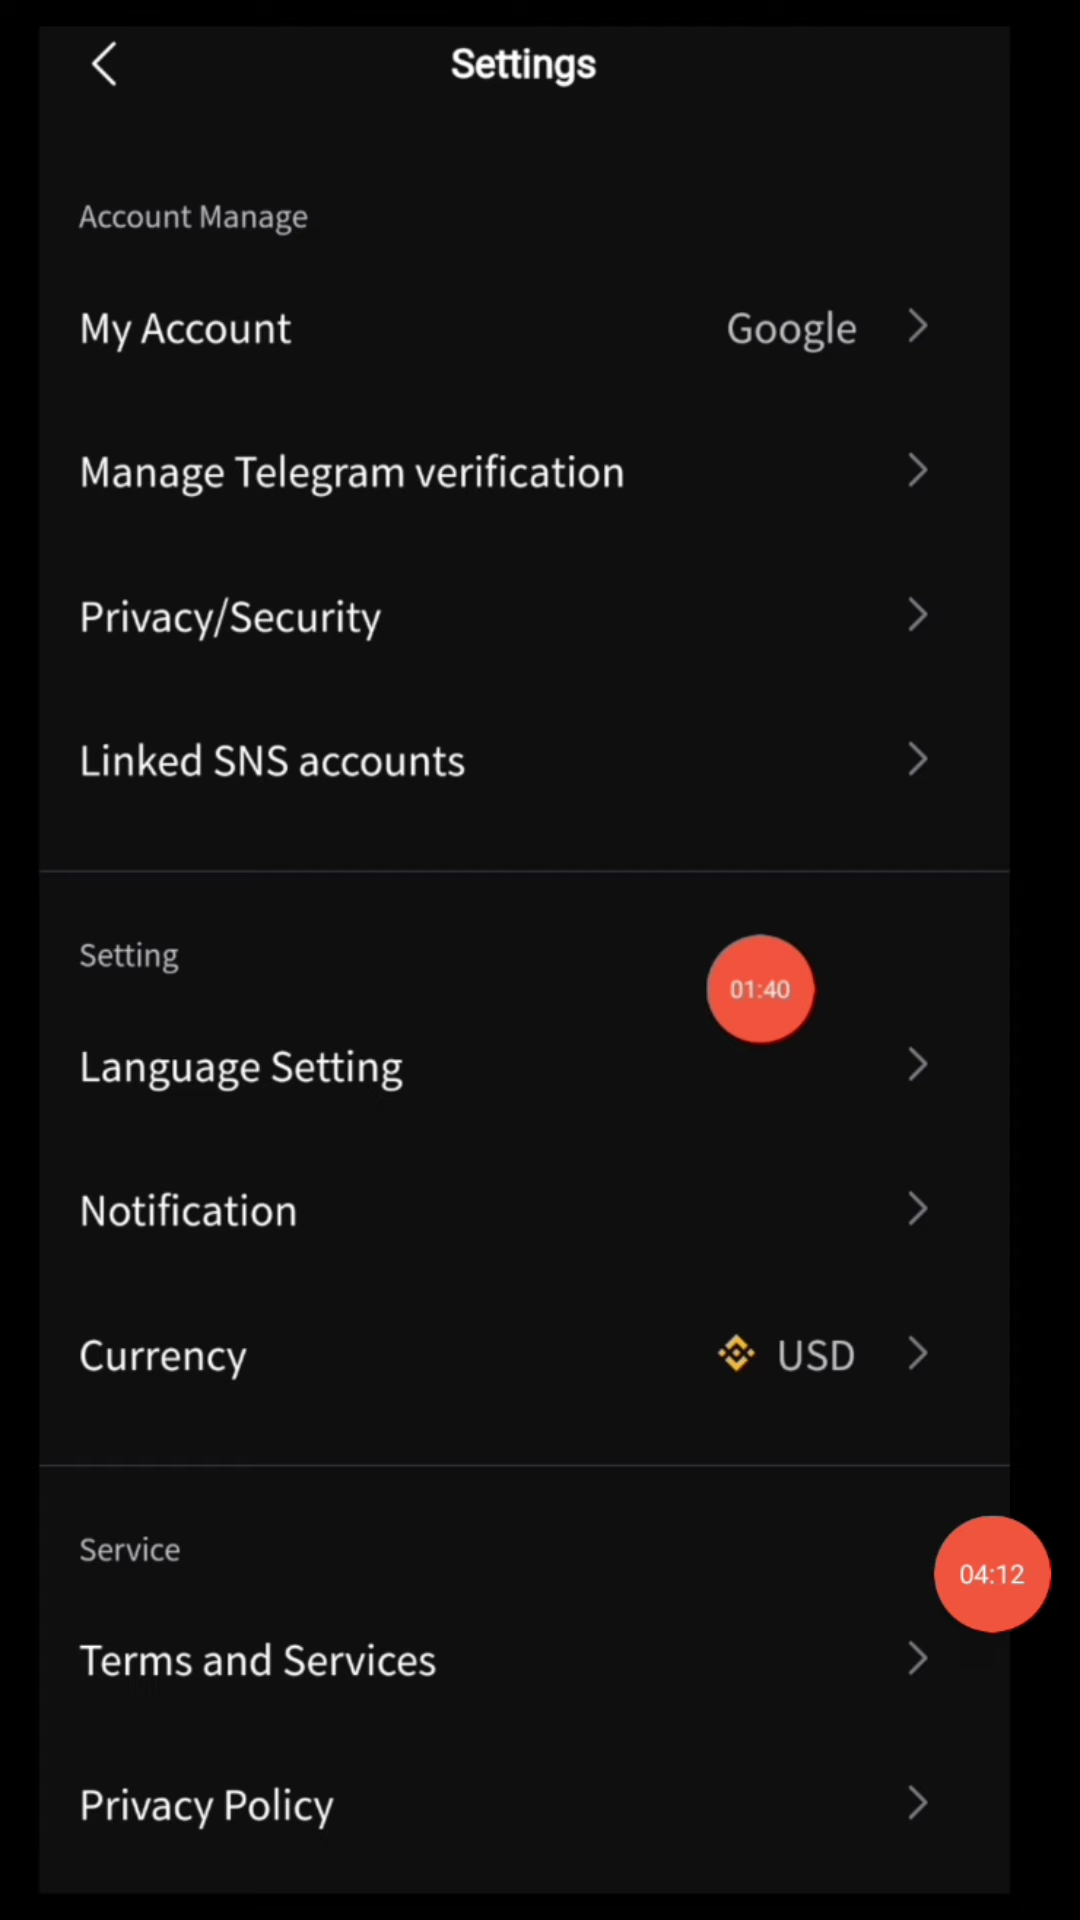 Settings
Account Manage
My Account Google
Manage Telegram verification
Privacy/Security
Linked SNS accounts
Setting
01:40
Language Setting
Notification
Currency USD
Service
04:12
Terms and Services
Privacy Policy